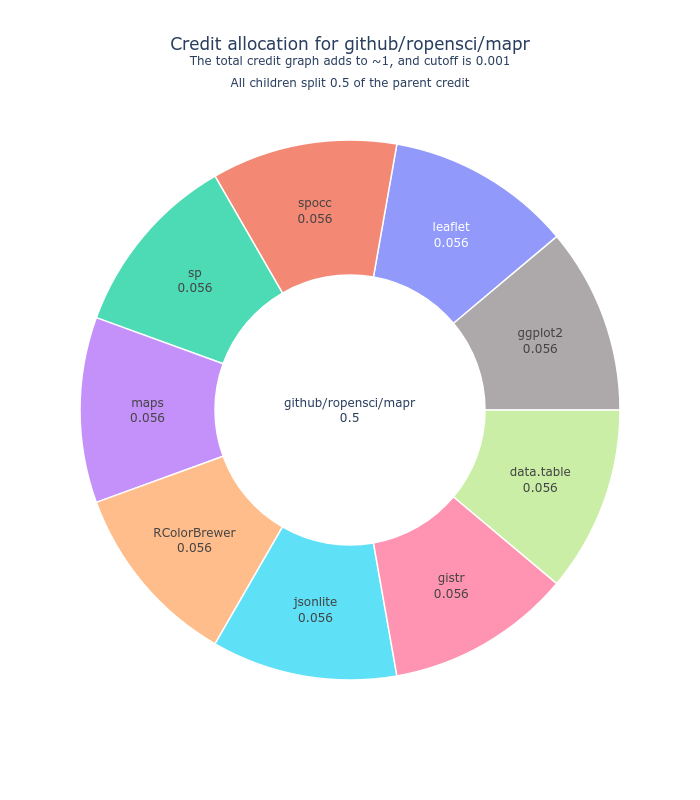 Credit allocation for github/ropensci/mapr
The total credit graph adds to ~1, and cutoff is 0.001
All children split 0.5 of the parent credit
spocc
0.056
leaflet
0.056
sp
0.056
ggplot2
0.056
maps
0.056
github/ropensci/mapr
0.5
data.table
0.056
RColorBrewer
0.056
gistr
0.056
jsonlite
0.056